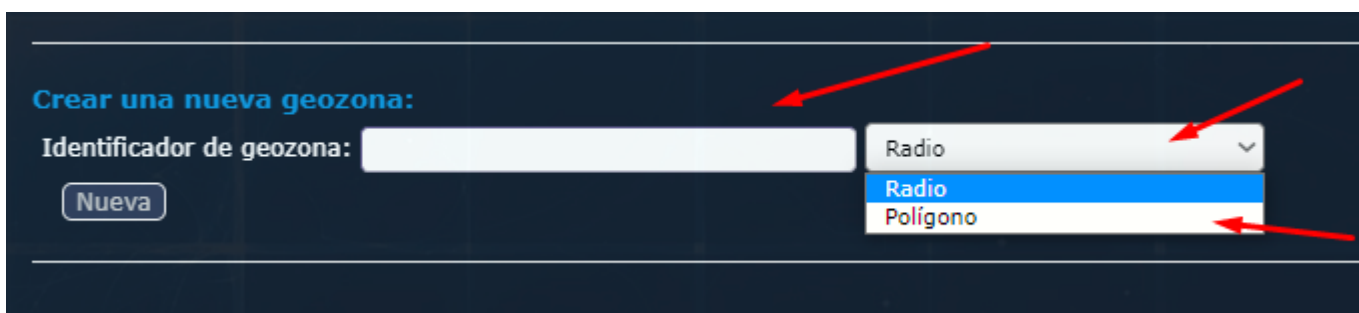 Crear una nueva geozona:
Identificador de geozona: Radio
Radio
Nueva
Polígono